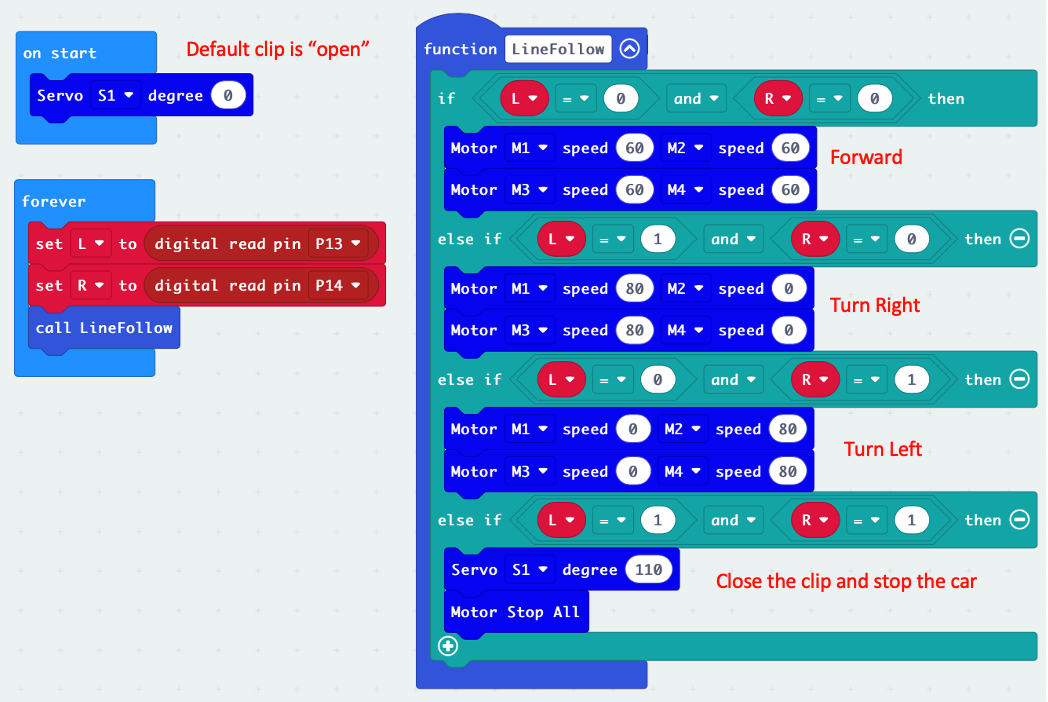 on start
Default clip is “open”
Servo S1 degree 0
forever
set L to digital read pin P13
set R to digital read pin P14
call LineFollow
function LineFollow
if L = 0 and R = 0 then
Motor M1 speed 60 M2 speed 60
Forward
Motor M3 speed 60 M4 speed 60
else if L = 1 and R = 0 then
Motor M1 speed 80 M2 speed 0
Turn Right
Motor M3 speed 80 M4 speed 0
else if L = 0 and R = 1 then
Motor M1 speed 0 M2 speed 80
Turn Left
Motor M3 speed 0 M4 speed 80
else if L = 1 and R = 1 then
Servo S1 degree 110
Close the clip and stop the car
Motor Stop All